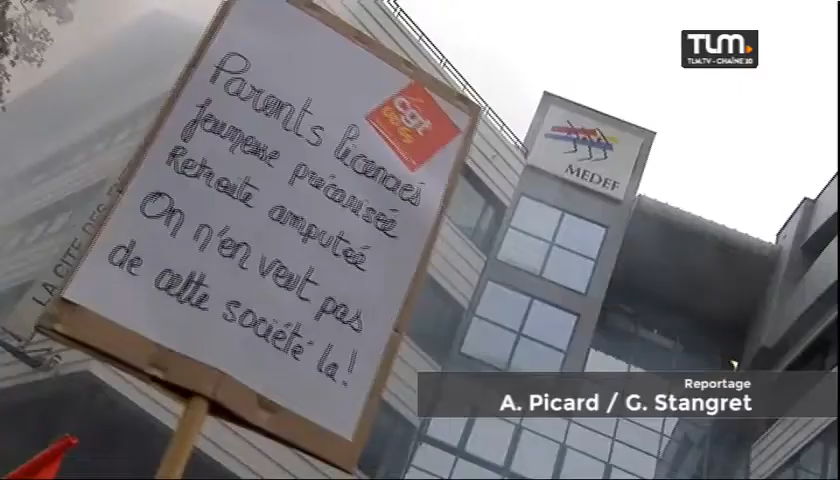 TLM
TLM.TV - CHAÎNE 30
cgt
Parents licenciés
jeunesse précarisée
Retraite amputée
On n'en veut pas
de cette société la!
MEDEF
LA CITE DES
Reportage
A. Picard / G. Stangret